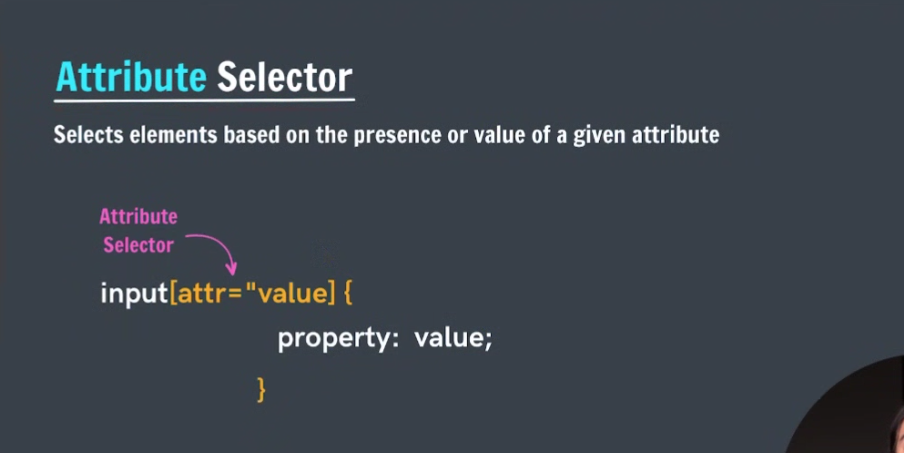 Attribute Selector
Selects elements based on the presence or value of a given attribute
Attribute
Selector
input[attr="value] {
property: value;
}